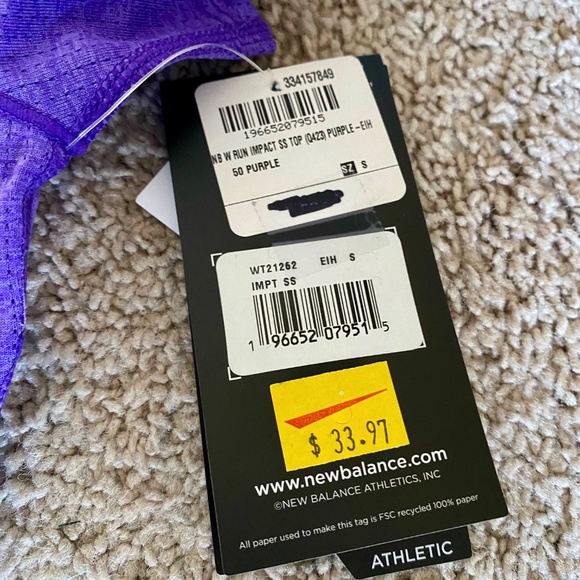 334157849
196652079515
NB W RUN IMPACT SS TOP (Q423) PURPLE-EIH
50 PURPLE
SZ S
WT21262 EIH S
IMPT SS
1 96652 07951 5
$ 33.97
www.newbalance.com
©NEW BALANCE ATHLETICS, INC
All paper used to make this tag is FSC recycled 100% paper
ATHLETIC